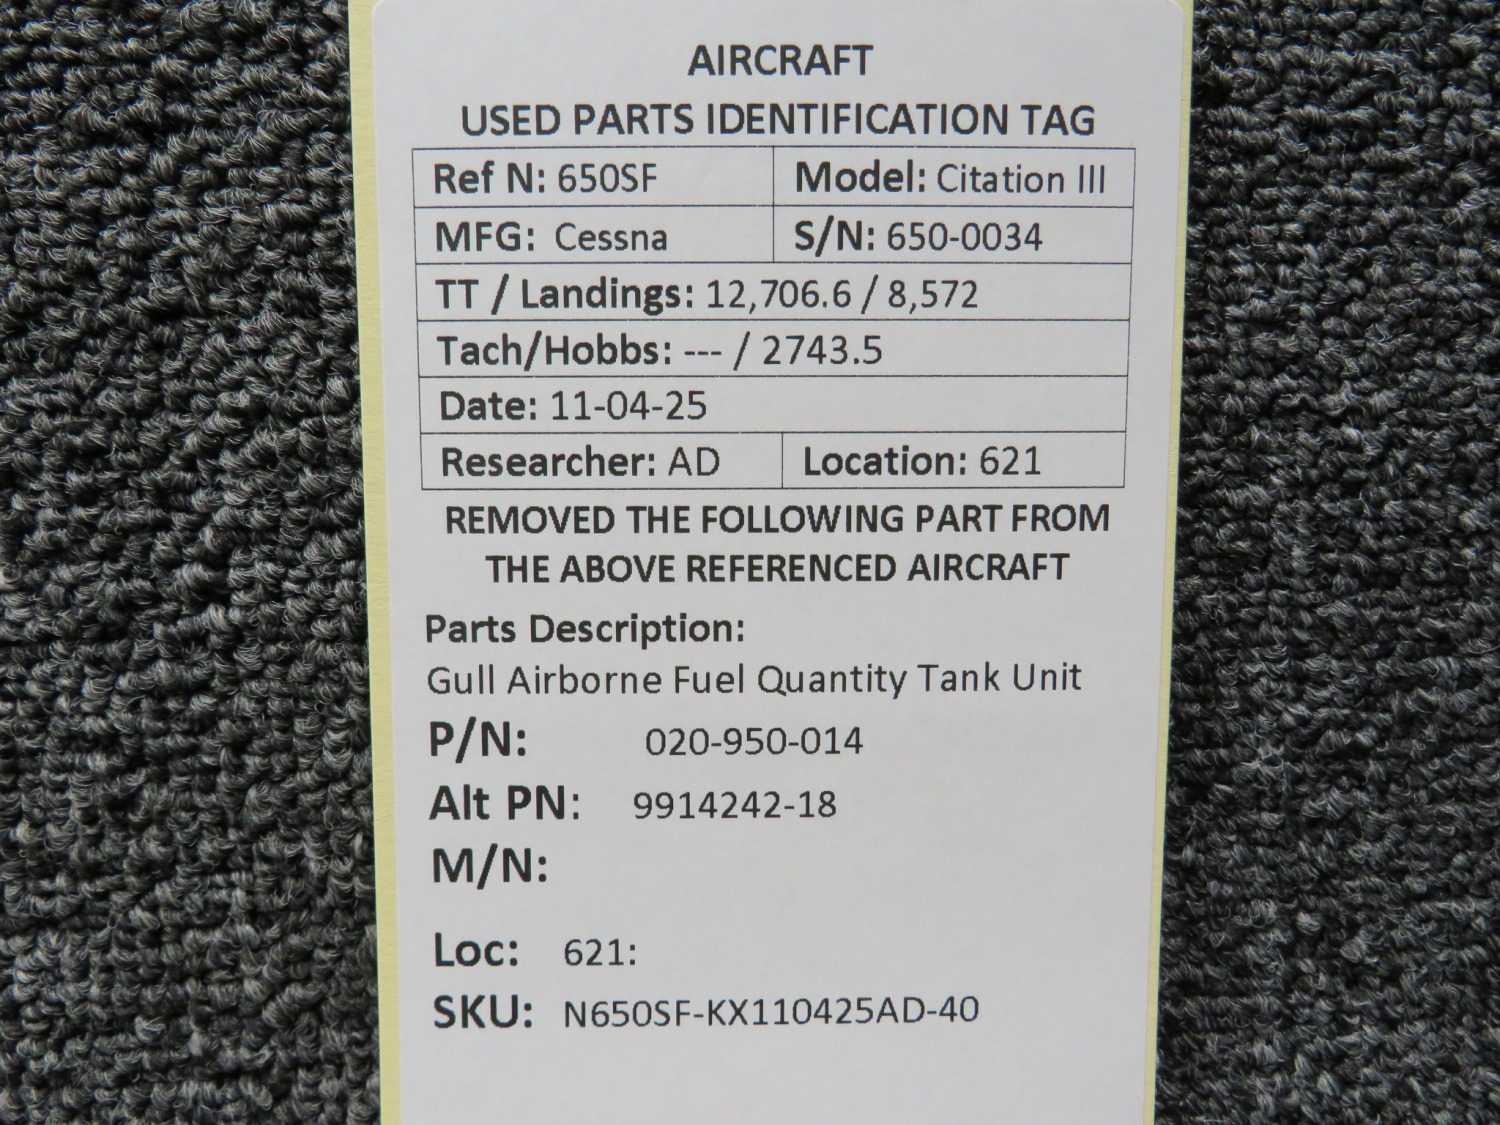 AIRCRAFT
USED PARTS IDENTIFICATION TAG
Ref N: 650SF Model: Citation III
MFG: Cessna S/N: 650-0034
TT / Landings: 12,706.6 / 8,572
Tach/Hobbs: --- / 2743.5
Date: 11-04-25
Researcher: AD Location: 621
REMOVED THE FOLLOWING PART FROM
THE ABOVE REFERENCED AIRCRAFT
Parts Description:
Gull Airborne Fuel Quantity Tank Unit
P/N: 020-950-014
Alt PN: 9914242-18
M/N:
Loc: 621:
SKU: N650SF-KX110425AD-40